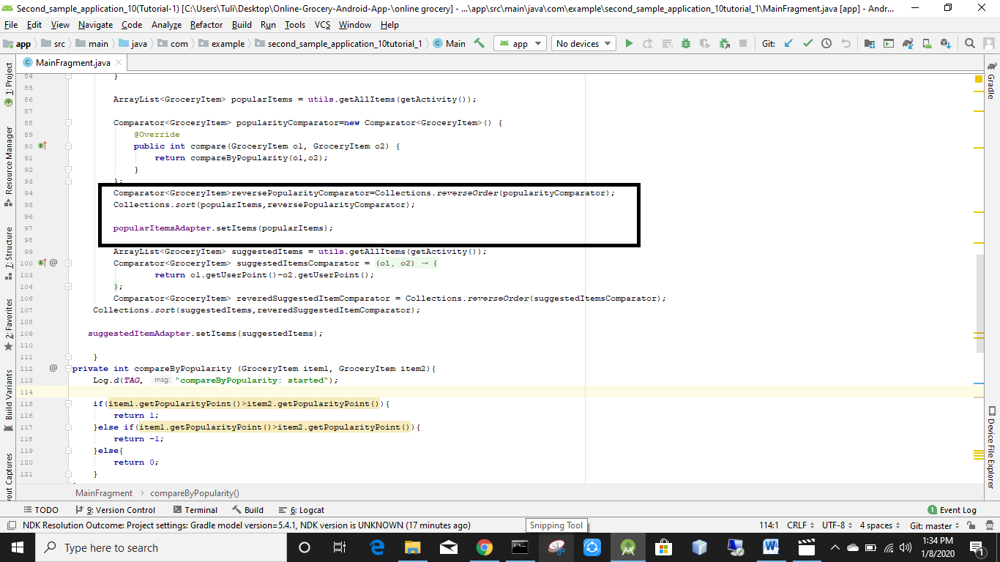 Second_sample_application_10(Tutorial-1) [C:\Users\Tuli\Desktop\Online-Grocery-Android-App-\online grocery] - ...\app\src\main\java\com\example\second_sample_application_10tutorial_1\MainFragment.java [app] - Andr...
File Edit View Navigate Code Analyze Refactor Build Run Tools VCS Window Help
app src main java com example second_sample_application_10tutorial_1 Main app No devices Git:
MainFragment.java
1: Project
Resource Manager
7: Structure
2: Favorites
Build Variants
yout Captures
84 }
85
86 ArrayList<GroceryItem> popularItems = utils.getAllItems(getActivity());
87
88 Comparator<GroceryItem> popularityComparator=new Comparator<GroceryItem>() {
89 @Override
90 public int compare(GroceryItem o1, GroceryItem o2) {
91 return compareByPopularity(o1,o2);
92 }
93 };
94 Comparator<GroceryItem>reversePopularityComparator=Collections.reverseOrder(popularityComparator);
95 Collections.sort(popularItems,reversePopularityComparator);
96
97 popularItemsAdapter.setItems(popularItems);
98
99 ArrayList<GroceryItem> suggestedItems = utils.getAllItems(getActivity());
100 @ Comparator<GroceryItem> suggestedItemsComparator = (o1, o2) → {
103 return o1.getUserPoint()-o2.getUserPoint();
104 };
106 Comparator<GroceryItem> reveredSuggestedItemComparator = Collections.reverseOrder(suggestedItemsComparator);
107 Collections.sort(suggestedItems,reveredSuggestedItemComparator);
108
109 suggestedItemAdapter.setItems(suggestedItems);
110
111 }
112 @ private int compareByPopularity (GroceryItem item1, GroceryItem item2){
113 Log.d(TAG, msg: "compareByPopularity: started");
114
115 if(item1.getPopularityPoint()>item2.getPopularityPoint()){
116 return 1;
117 }else if(item1.getPopularityPoint()>item2.getPopularityPoint()){
118 return -1;
119 }else{
120 return 0;
121 }
Gradle
Device File Explorer
MainFragment compareByPopularity()
TODO 9: Version Control Terminal Build 6: Logcat 1 Event Log
NDK Resolution Outcome: Project settings: Gradle model version=5.4.1, NDK version is UNKNOWN (17 minutes ago) Snipping Tool 114:1 CRLF UTF-8 4 spaces Git: master
Type here to search
1:34 PM
1/8/2020
1